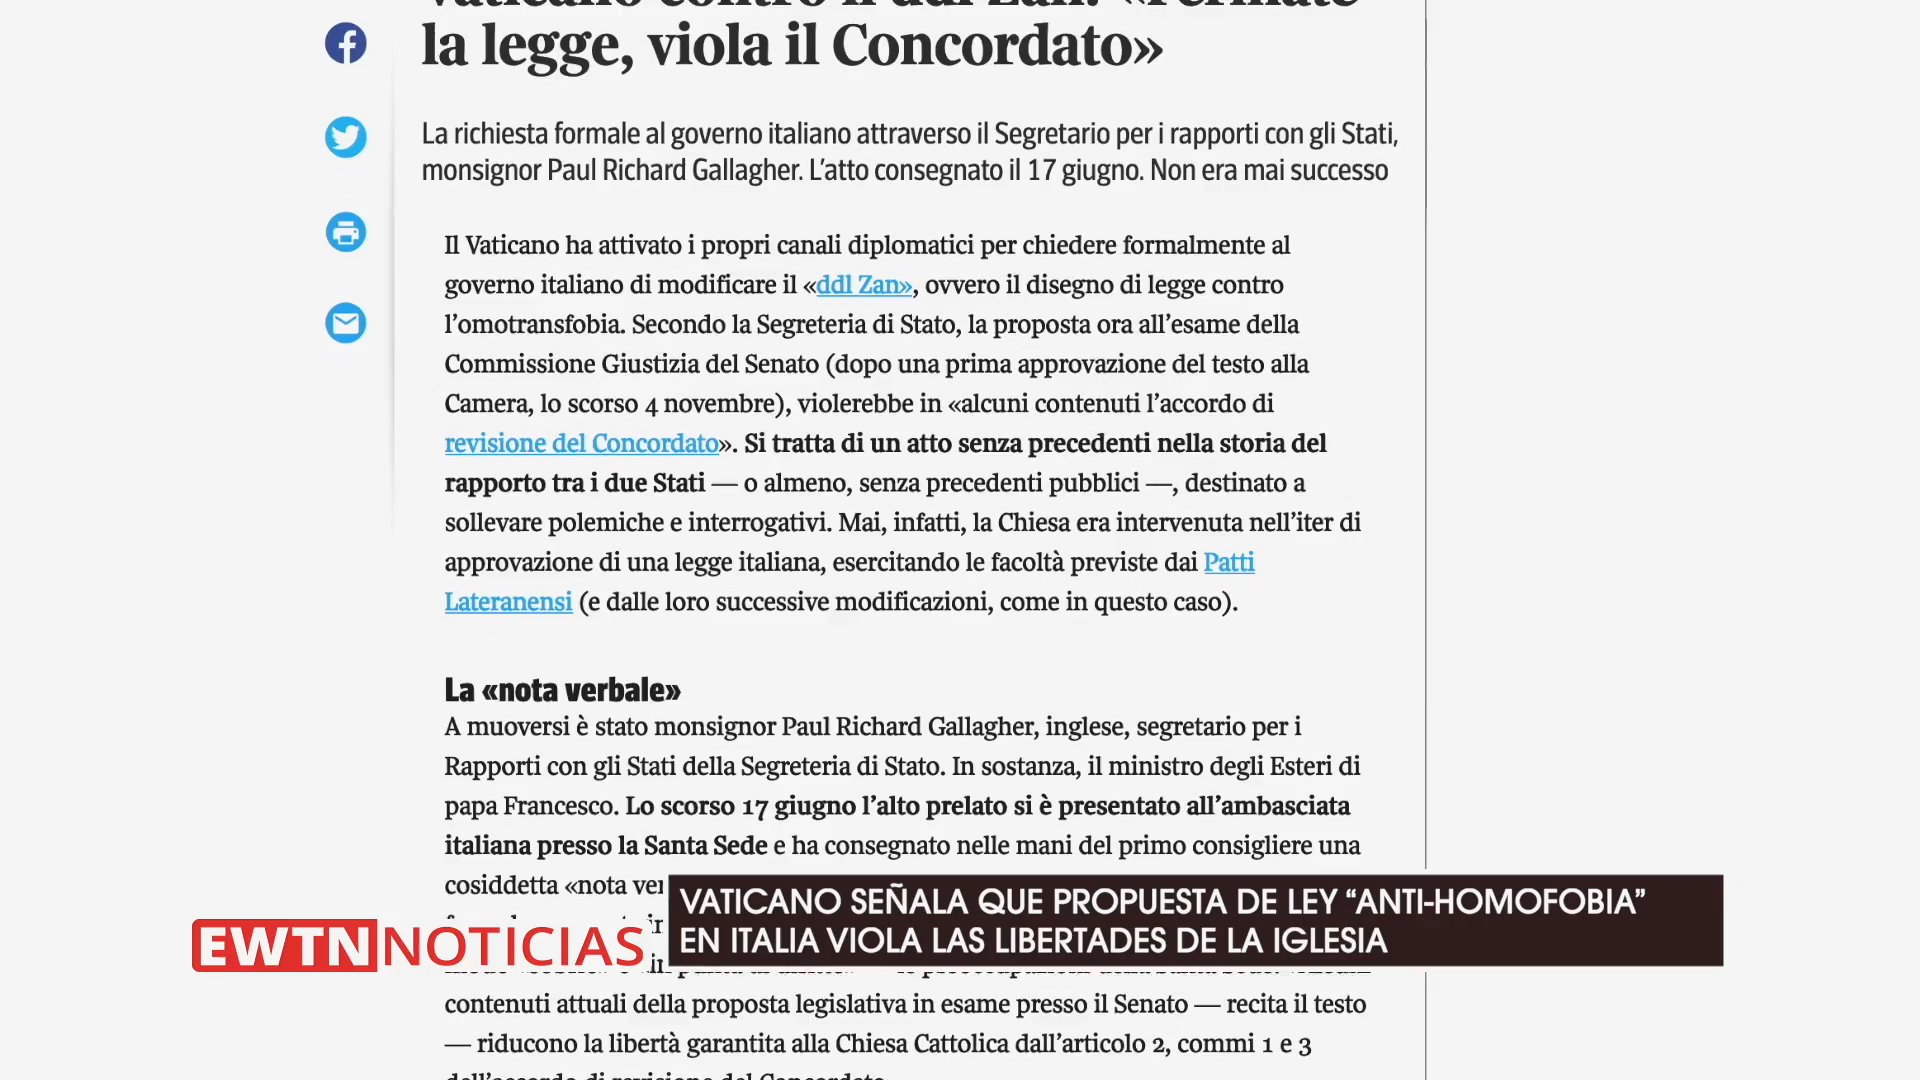 Vaticano contro il ddl Zan: «Fermate
la legge, viola il Concordato»
La richiesta formale al governo italiano attraverso il Segretario per i rapporti con gli Stati,
monsignor Paul Richard Gallagher. L’atto consegnato il 17 giugno. Non era mai successo
Il Vaticano ha attivato i propri canali diplomatici per chiedere formalmente al
governo italiano di modificare il «ddl Zan», ovvero il disegno di legge contro
l’omotransfobia. Secondo la Segreteria di Stato, la proposta ora all’esame della
Commissione Giustizia del Senato (dopo una prima approvazione del testo alla
Camera, lo scorso 4 novembre), violerebbe in «alcuni contenuti l’accordo di
revisione del Concordato». Si tratta di un atto senza precedenti nella storia del
rapporto tra i due Stati — o almeno, senza precedenti pubblici —, destinato a
sollevare polemiche e interrogativi. Mai, infatti, la Chiesa era intervenuta nell’iter di
approvazione di una legge italiana, esercitando le facoltà previste dai Patti
Lateranensi (e dalle loro successive modificazioni, come in questo caso).
La «nota verbale»
A muoversi è stato monsignor Paul Richard Gallagher, inglese, segretario per i
Rapporti con gli Stati della Segreteria di Stato. In sostanza, il ministro degli Esteri di
papa Francesco. Lo scorso 17 giugno l’alto prelato si è presentato all’ambasciata
italiana presso la Santa Sede e ha consegnato nelle mani del primo consigliere una
cosiddetta «nota
VATICANO SEÑALA QUE PROPUESTA DE LEY “ANTI-HOMOFOBIA”
EN ITALIA VIOLA LAS LIBERTADES DE LA IGLESIA
EWTN NOTICIAS
contenuti attuali della proposta legislativa in esame presso il Senato — recita il testo
— riducono la libertà garantita alla Chiesa Cattolica dall’articolo 2, commi 1 e 3
dell’accordo di revisione del Concordato